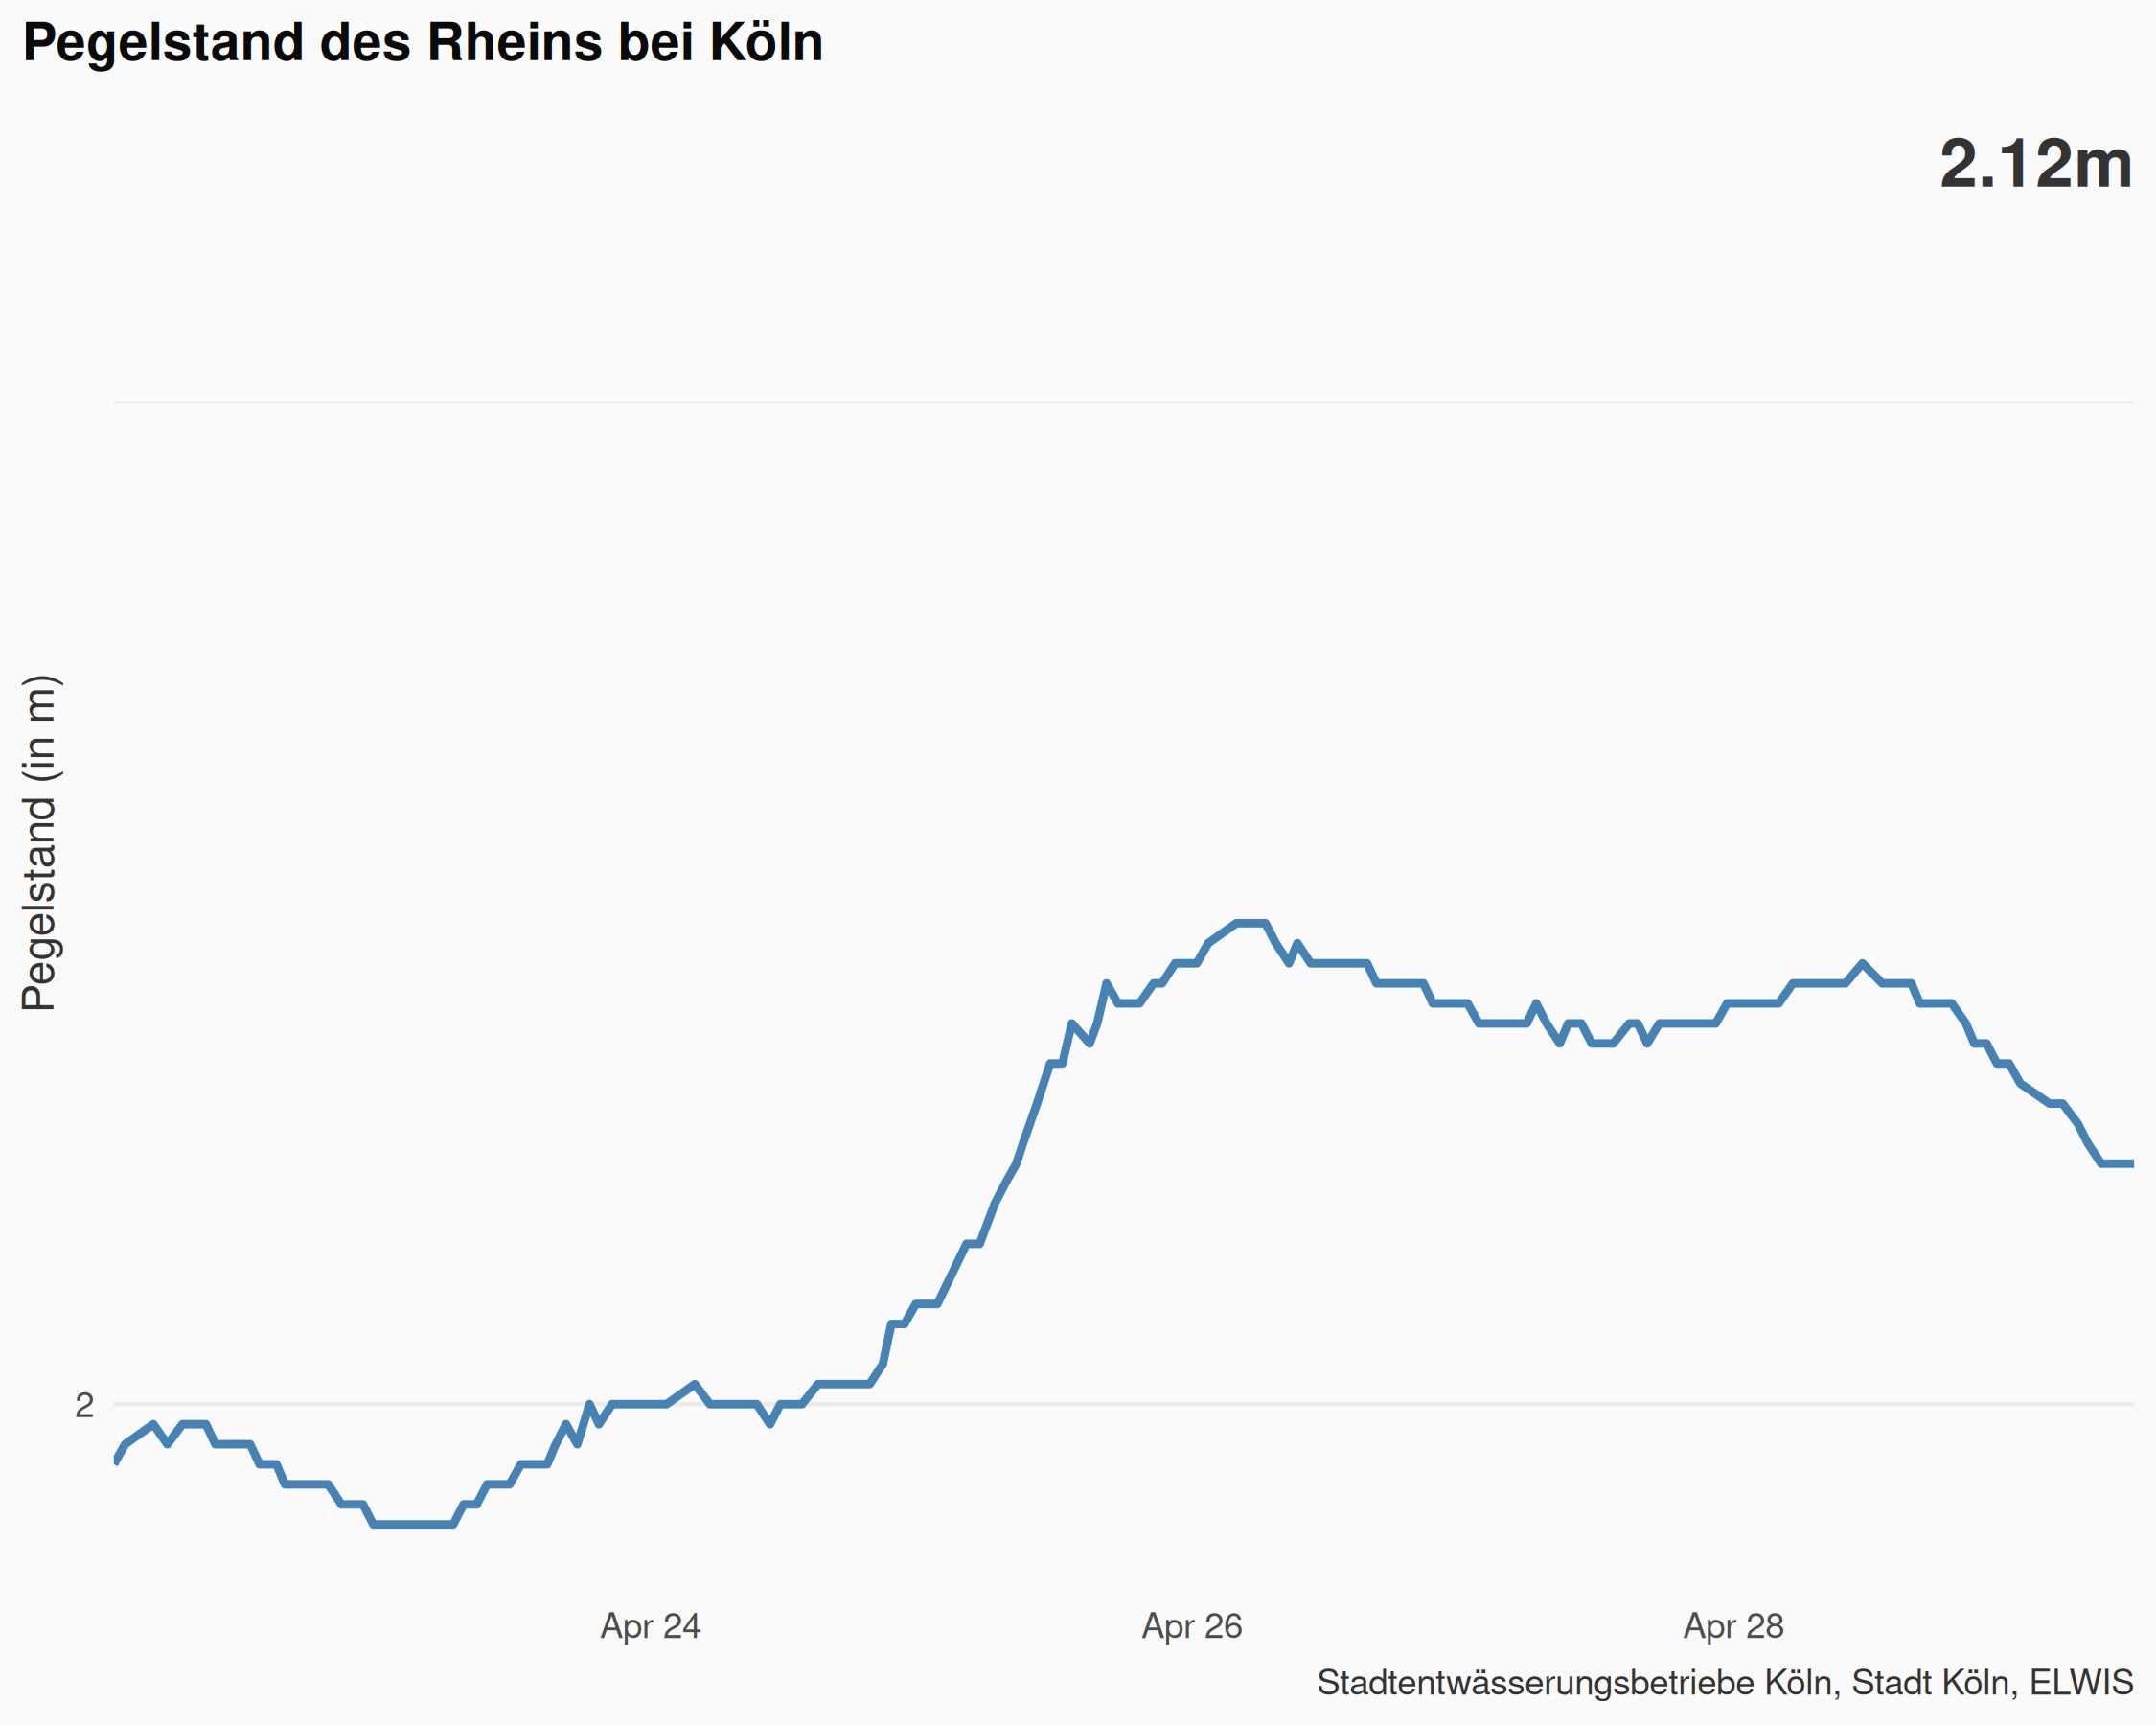 Pegelstand des Rheins bei Köln
2.12m
Pegelstand (in m)
2
Apr 24
Apr 26
Apr 28
Stadtentwässerungsbetriebe Köln, Stadt Köln, ELWIS